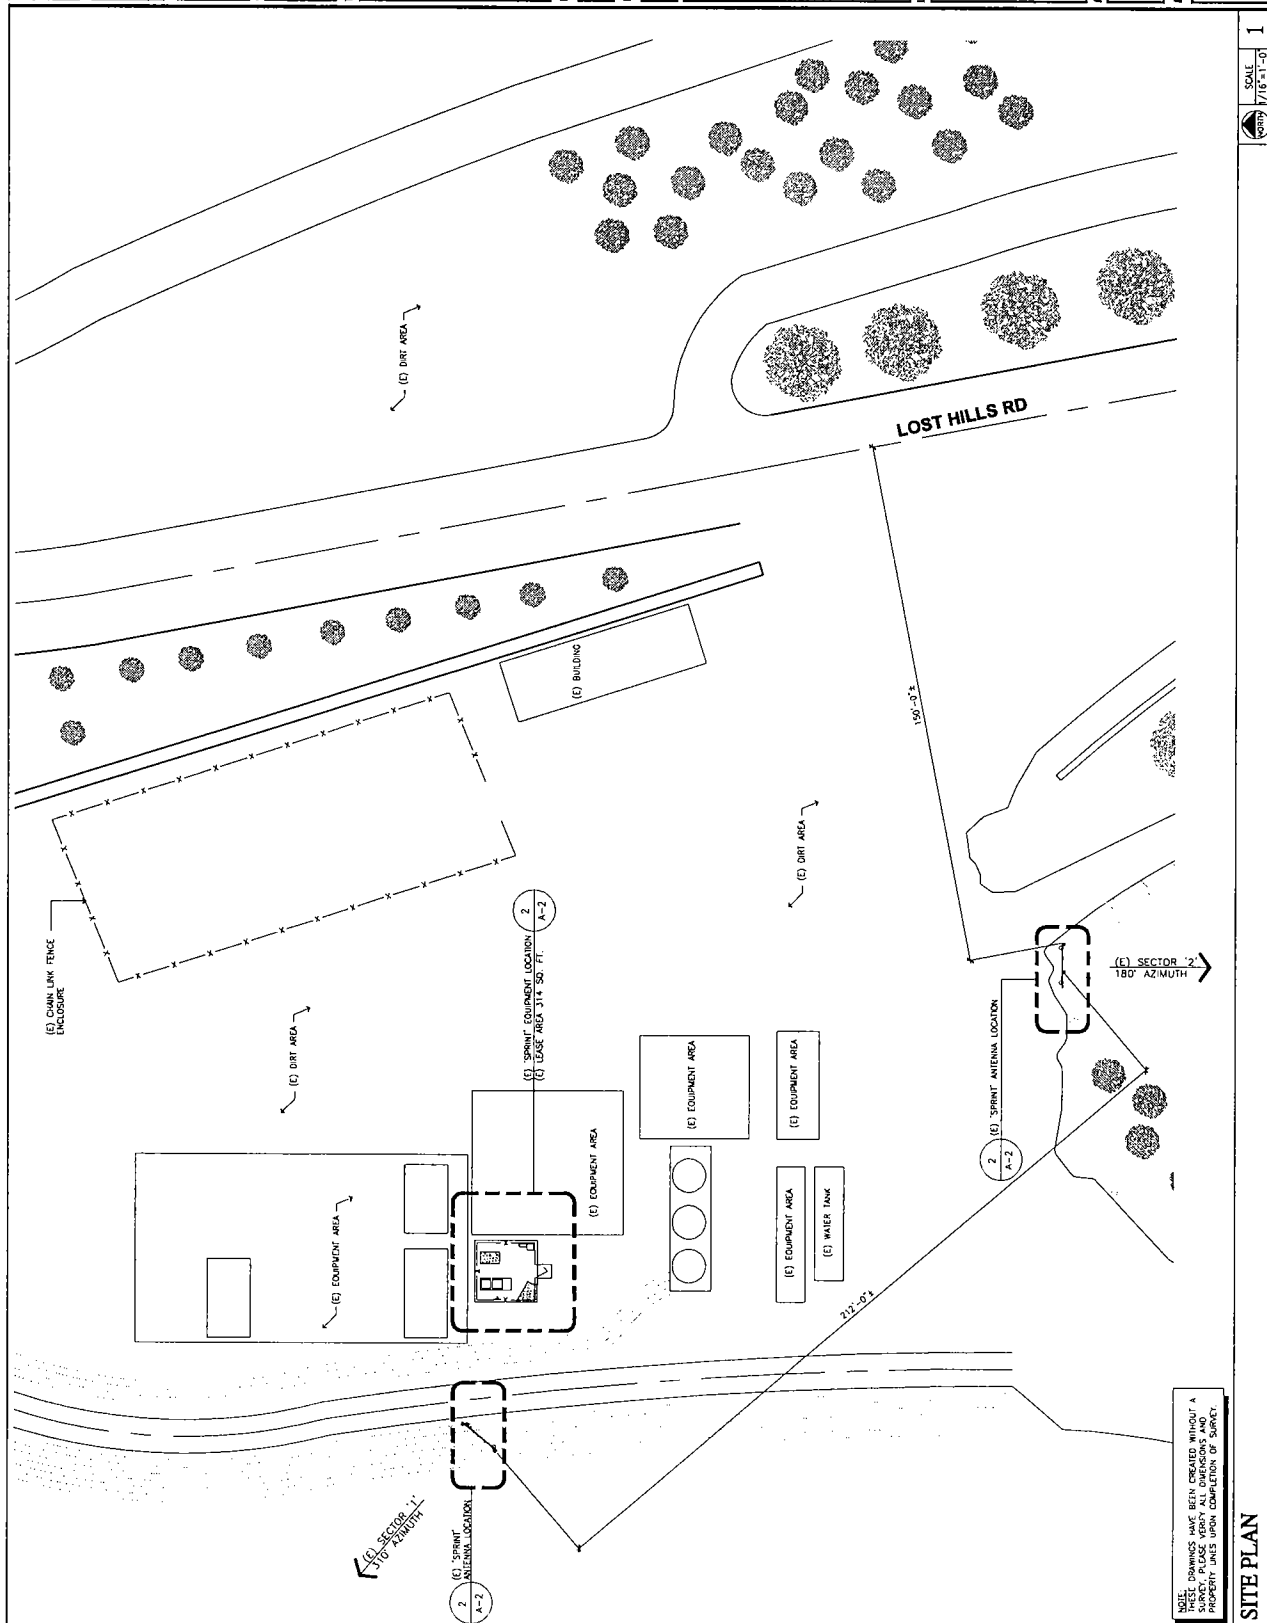 (E) CHAIN LINK FENCE
ENCLOSURE
(E) DIRT AREA
(E) DIRT AREA
(E) DIRT AREA
LOST HILLS RD
(E) BUILDING
150'-0"±
2
A-2
(E) 'SPRINT' EQUIPMENT LOCATION
(E) LEASE AREA 314 SQ. FT.
(E) EQUIPMENT AREA
(E) EQUIPMENT AREA
(E) EQUIPMENT AREA
(E) EQUIPMENT AREA
(E) EQUIPMENT AREA
(E) WATER TANK
2
A-2
(E) 'SPRINT' ANTENNA LOCATION
(E) SECTOR '2'
180° AZIMUTH
212'-0"±
(E) SECTOR '1'
310° AZIMUTH
(E) 'SPRINT'
ANTENNA LOCATION
2
A-2
NOTE:
THESE DRAWINGS HAVE BEEN CREATED WITHOUT A
SURVEY, PLEASE VERIFY ALL DIMENSIONS AND
PROPERTY LINES UPON COMPLETION OF SURVEY.
SITE PLAN
NORTH
SCALE
1/16"=1'-0"
1